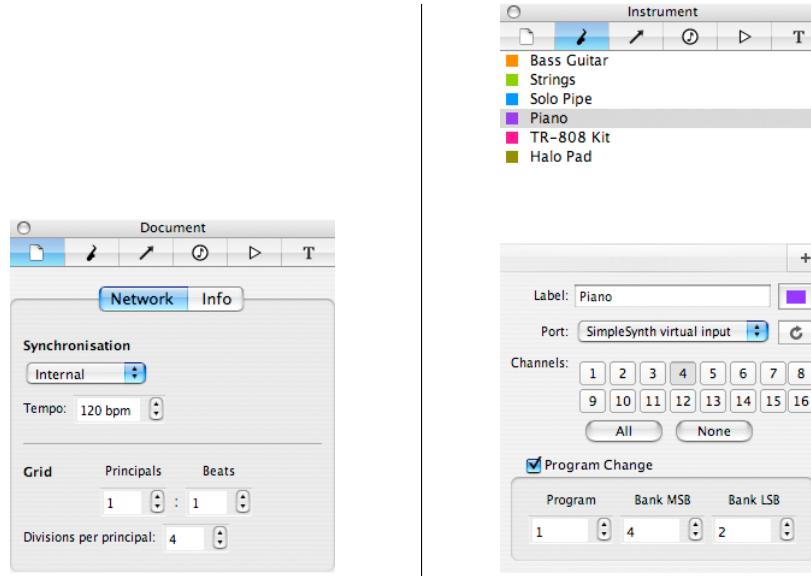 Document
T
Network Info
Synchronisation
Internal
Tempo: 120 bpm
Grid Principals Beats
1 : 1
Divisions per principal: 4
Instrument
T
Bass Guitar
Strings
Solo Pipe
Piano
TR-808 Kit
Halo Pad
+
Label: Piano
Port: SimpleSynth virtual input
Channels:
1 2 3 4 5 6 7 8
9 10 11 12 13 14 15 16
All None
Program Change
Program Bank MSB Bank LSB
1 4 2